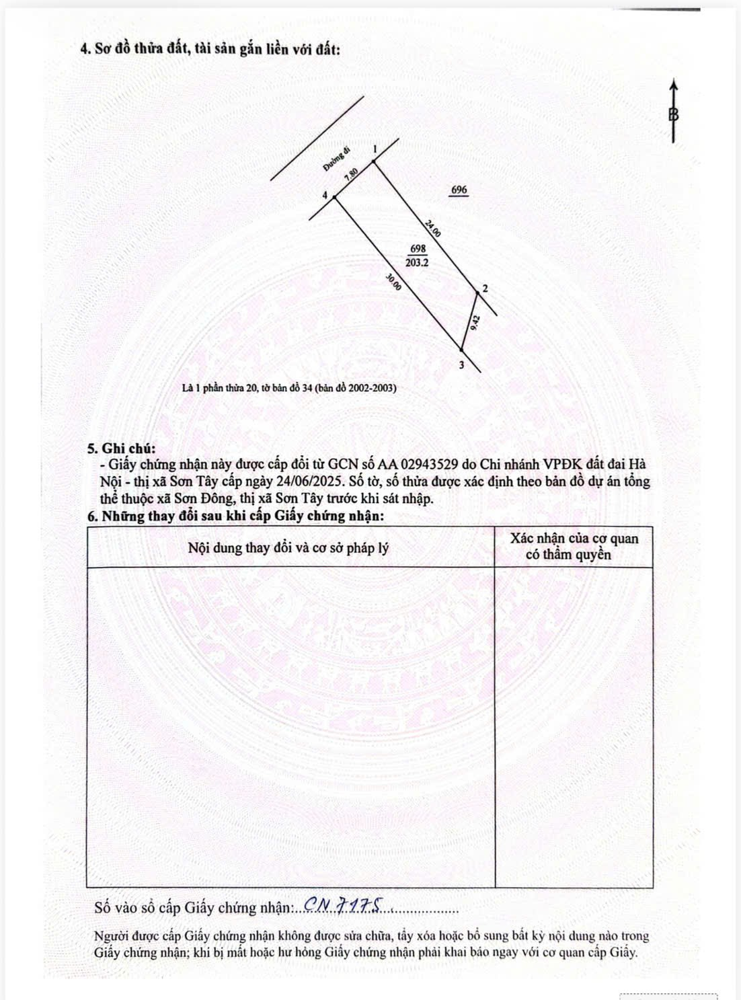 4. Sơ đồ thửa đất, tài sản gắn liền với đất:
B
Đường đi
1
7.80
4
696
24.00
698
203.2
30.00
2
9.42
3
Là 1 phần thửa 20, tờ bản đồ 34 (bản đồ 2002-2003)
5. Ghi chú:
- Giấy chứng nhận này được cấp đổi từ GCN số AA 02943529 do Chi nhánh VPĐK đất đai Hà
Nội - thị xã Sơn Tây cấp ngày 24/06/2025. Số tờ, số thửa được xác định theo bản đồ dự án tổng
thể thuộc xã Sơn Đông, thị xã Sơn Tây trước khi sát nhập.
6. Những thay đổi sau khi cấp Giấy chứng nhận:
Nội dung thay đổi và cơ sở pháp lý
Xác nhận của cơ quan
có thẩm quyền
Số vào sổ cấp Giấy chứng nhận:..CN.7175..................
Người được cấp Giấy chứng nhận không được sửa chữa, tẩy xóa hoặc bổ sung bất kỳ nội dung nào trong
Giấy chứng nhận; khi bị mất hoặc hư hỏng Giấy chứng nhận phải khai báo ngay với cơ quan cấp Giấy.